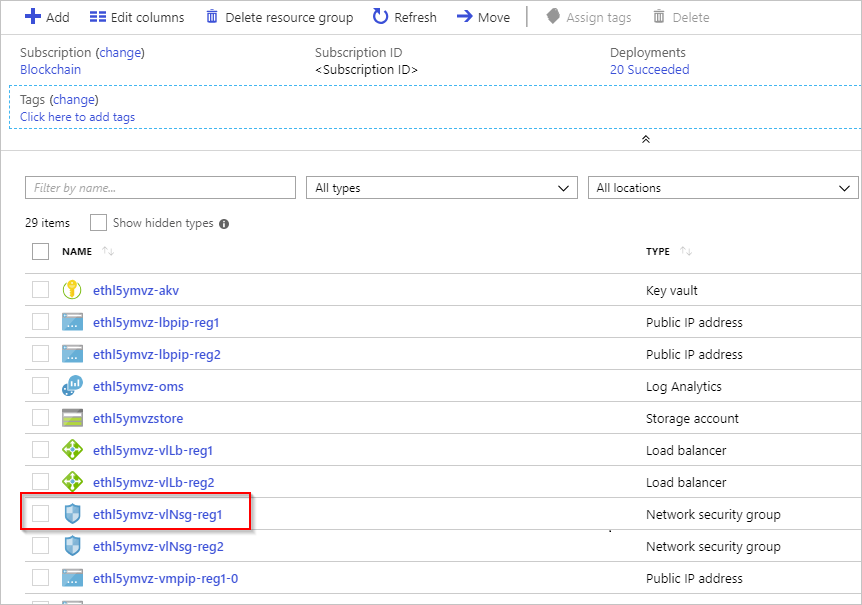 Add Edit columns Delete resource group Refresh Move Assign tags Delete
Subscription (change) Subscription ID Deployments
Blockchain <Subscription ID> 20 Succeeded
Tags (change)
Click here to add tags
Filter by name... All types All locations
29 items Show hidden types
NAME TYPE
ethl5ymvz-akv Key vault
ethl5ymvz-lbpip-reg1 Public IP address
ethl5ymvz-lbpip-reg2 Public IP address
ethl5ymvz-oms Log Analytics
ethl5ymvzstore Storage account
ethl5ymvz-vlLb-reg1 Load balancer
ethl5ymvz-vlLb-reg2 Load balancer
ethl5ymvz-vlNsg-reg1 Network security group
ethl5ymvz-vlNsg-reg2 Network security group
ethl5ymvz-vmpip-reg1-0 Public IP address